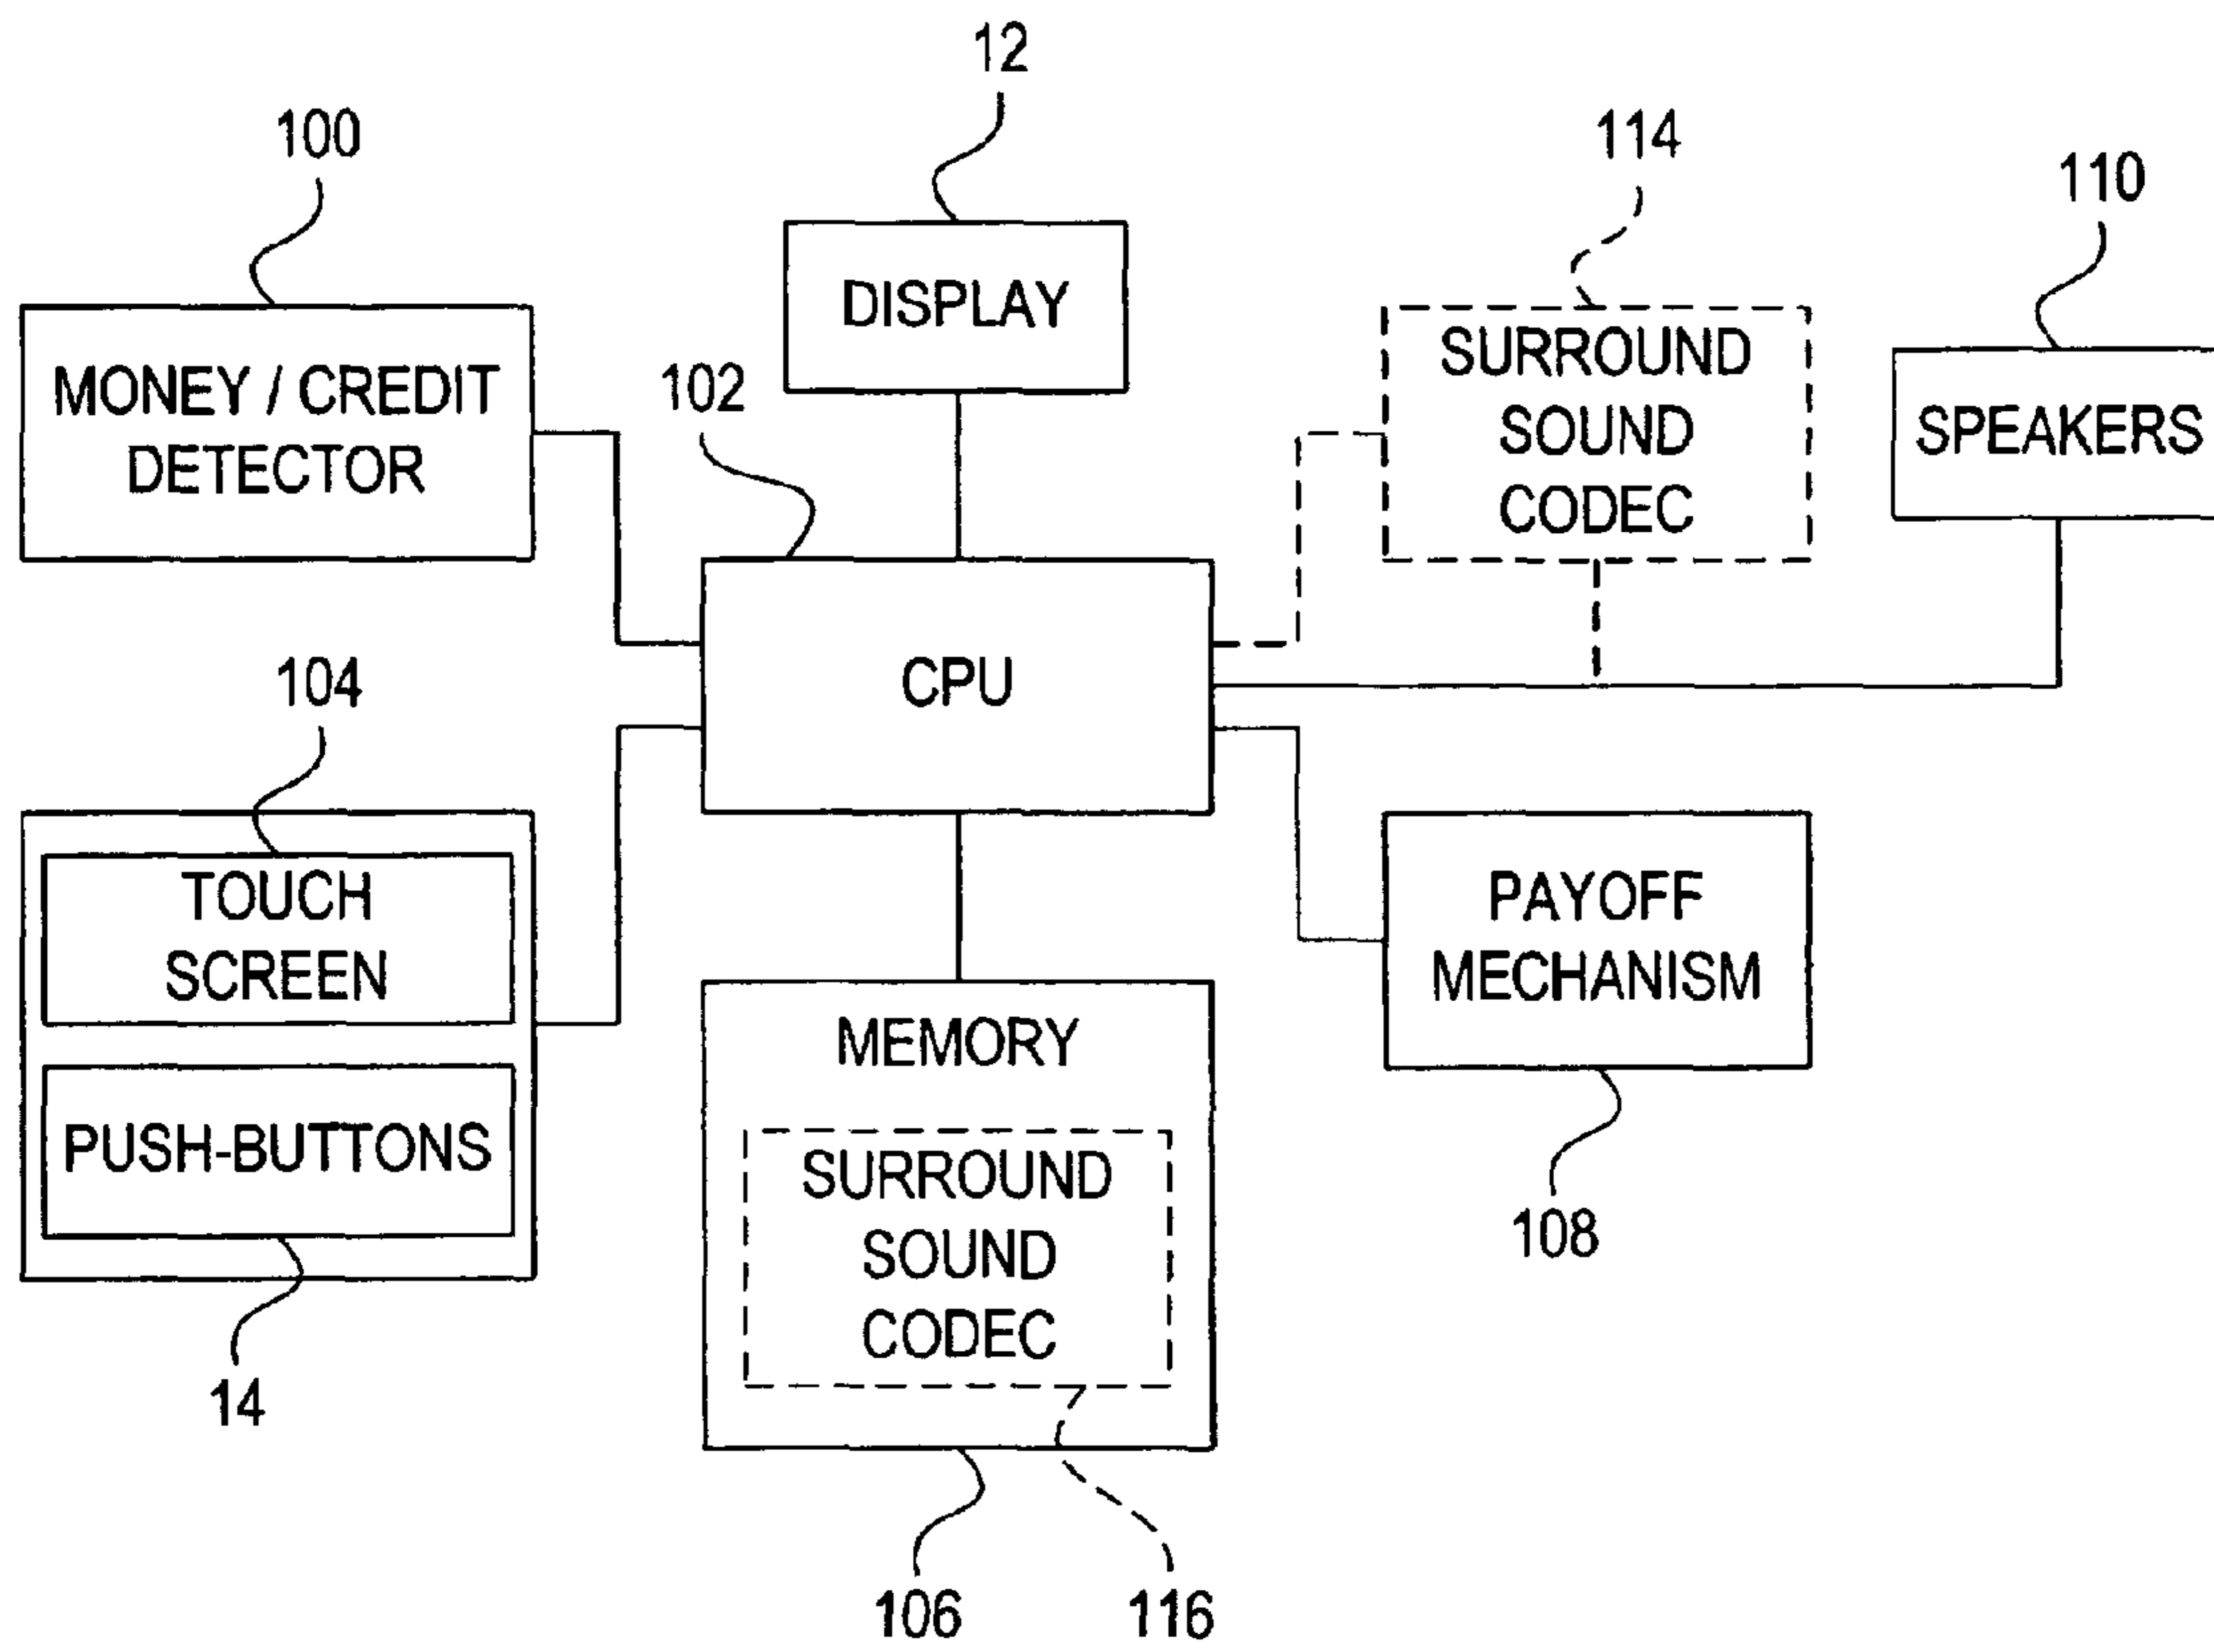 12
100
114
110
DISPLAY
MONEY / CREDIT
DETECTOR
102
SURROUND
SOUND
CODEC
SPEAKERS
CPU
104
TOUCH
SCREEN
PUSH-BUTTONS
14
MEMORY
SURROUND
SOUND
CODEC
PAYOFF
MECHANISM
108
106
116